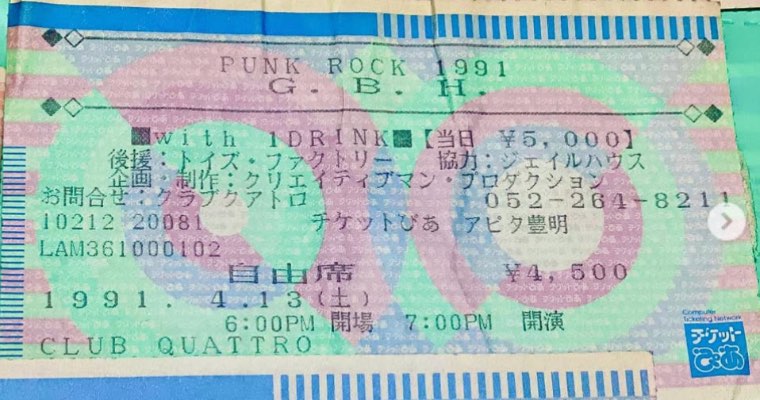 PUNK ROCK 1991
G. B. H.
■with 1DRINK■【当日 ¥5,000】
後援：トイズ・ファクトリー 協力：ジェイルハウス
企画・制作：クリエイティブマン・プロダクション
お問合せ：クラブクアトロ 052-264-8211
10212 20081 チケットぴあ アピタ豊明
LAM361000102
自由席 ¥4,500
1991. 4.13(土)
6:00PM 開場 7:00PM 開演
CLUB QUATTRO
Computer
Ticketing Network
チケット
ぴあ